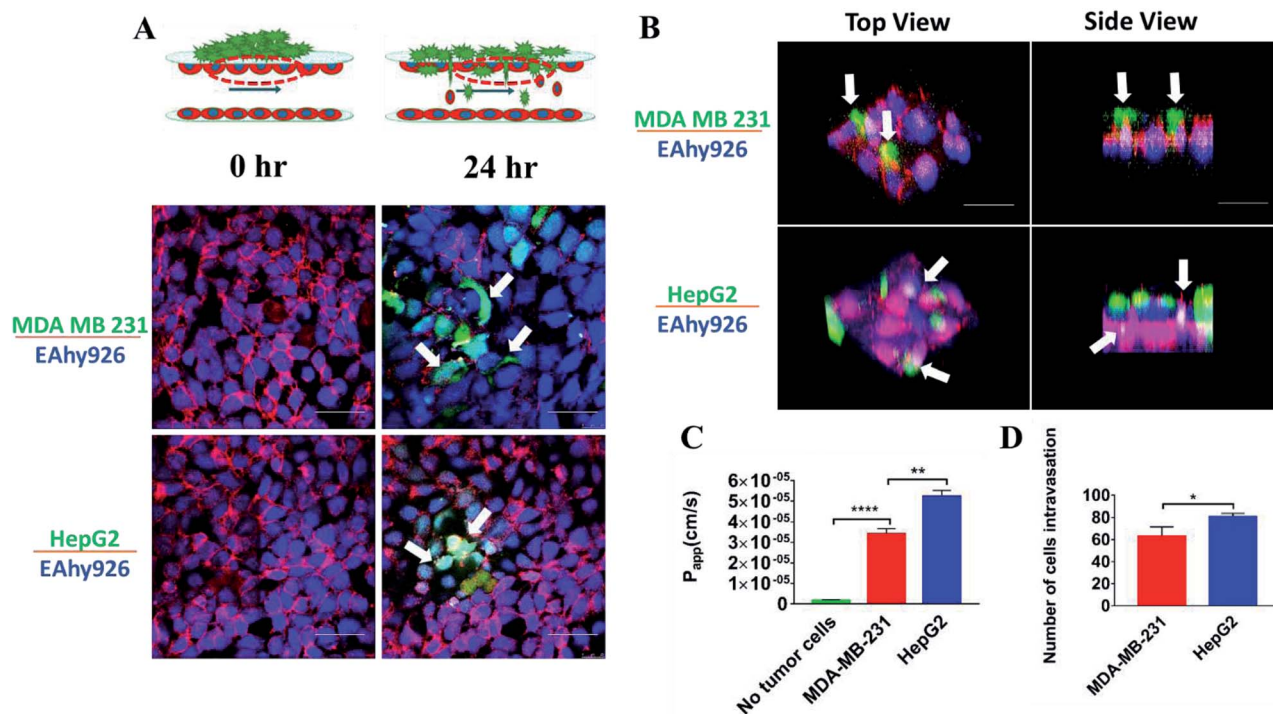 A
0 hr
24 hr
MDA MB 231
EAhy926
HepG2
EAhy926
B
Top View
Side View
MDA MB 231
EAhy926
HepG2
EAhy926
C
Papp(cm/s)
6×10-05
5×10-05
4×10-05
3×10-05
2×10-05
1×10-05
0
****
**
No tumor cells
MDA-MB-231
HepG2
D
Number of cells intravasation
100
80
60
40
20
0
*
MDA-MB-231
HepG2